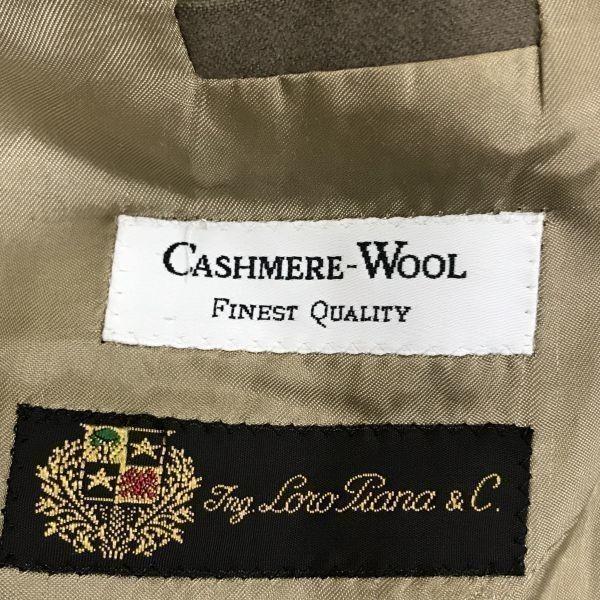 CASHMERE-WOOL
FINEST QUALITY
Ing. Loro Piana & C.